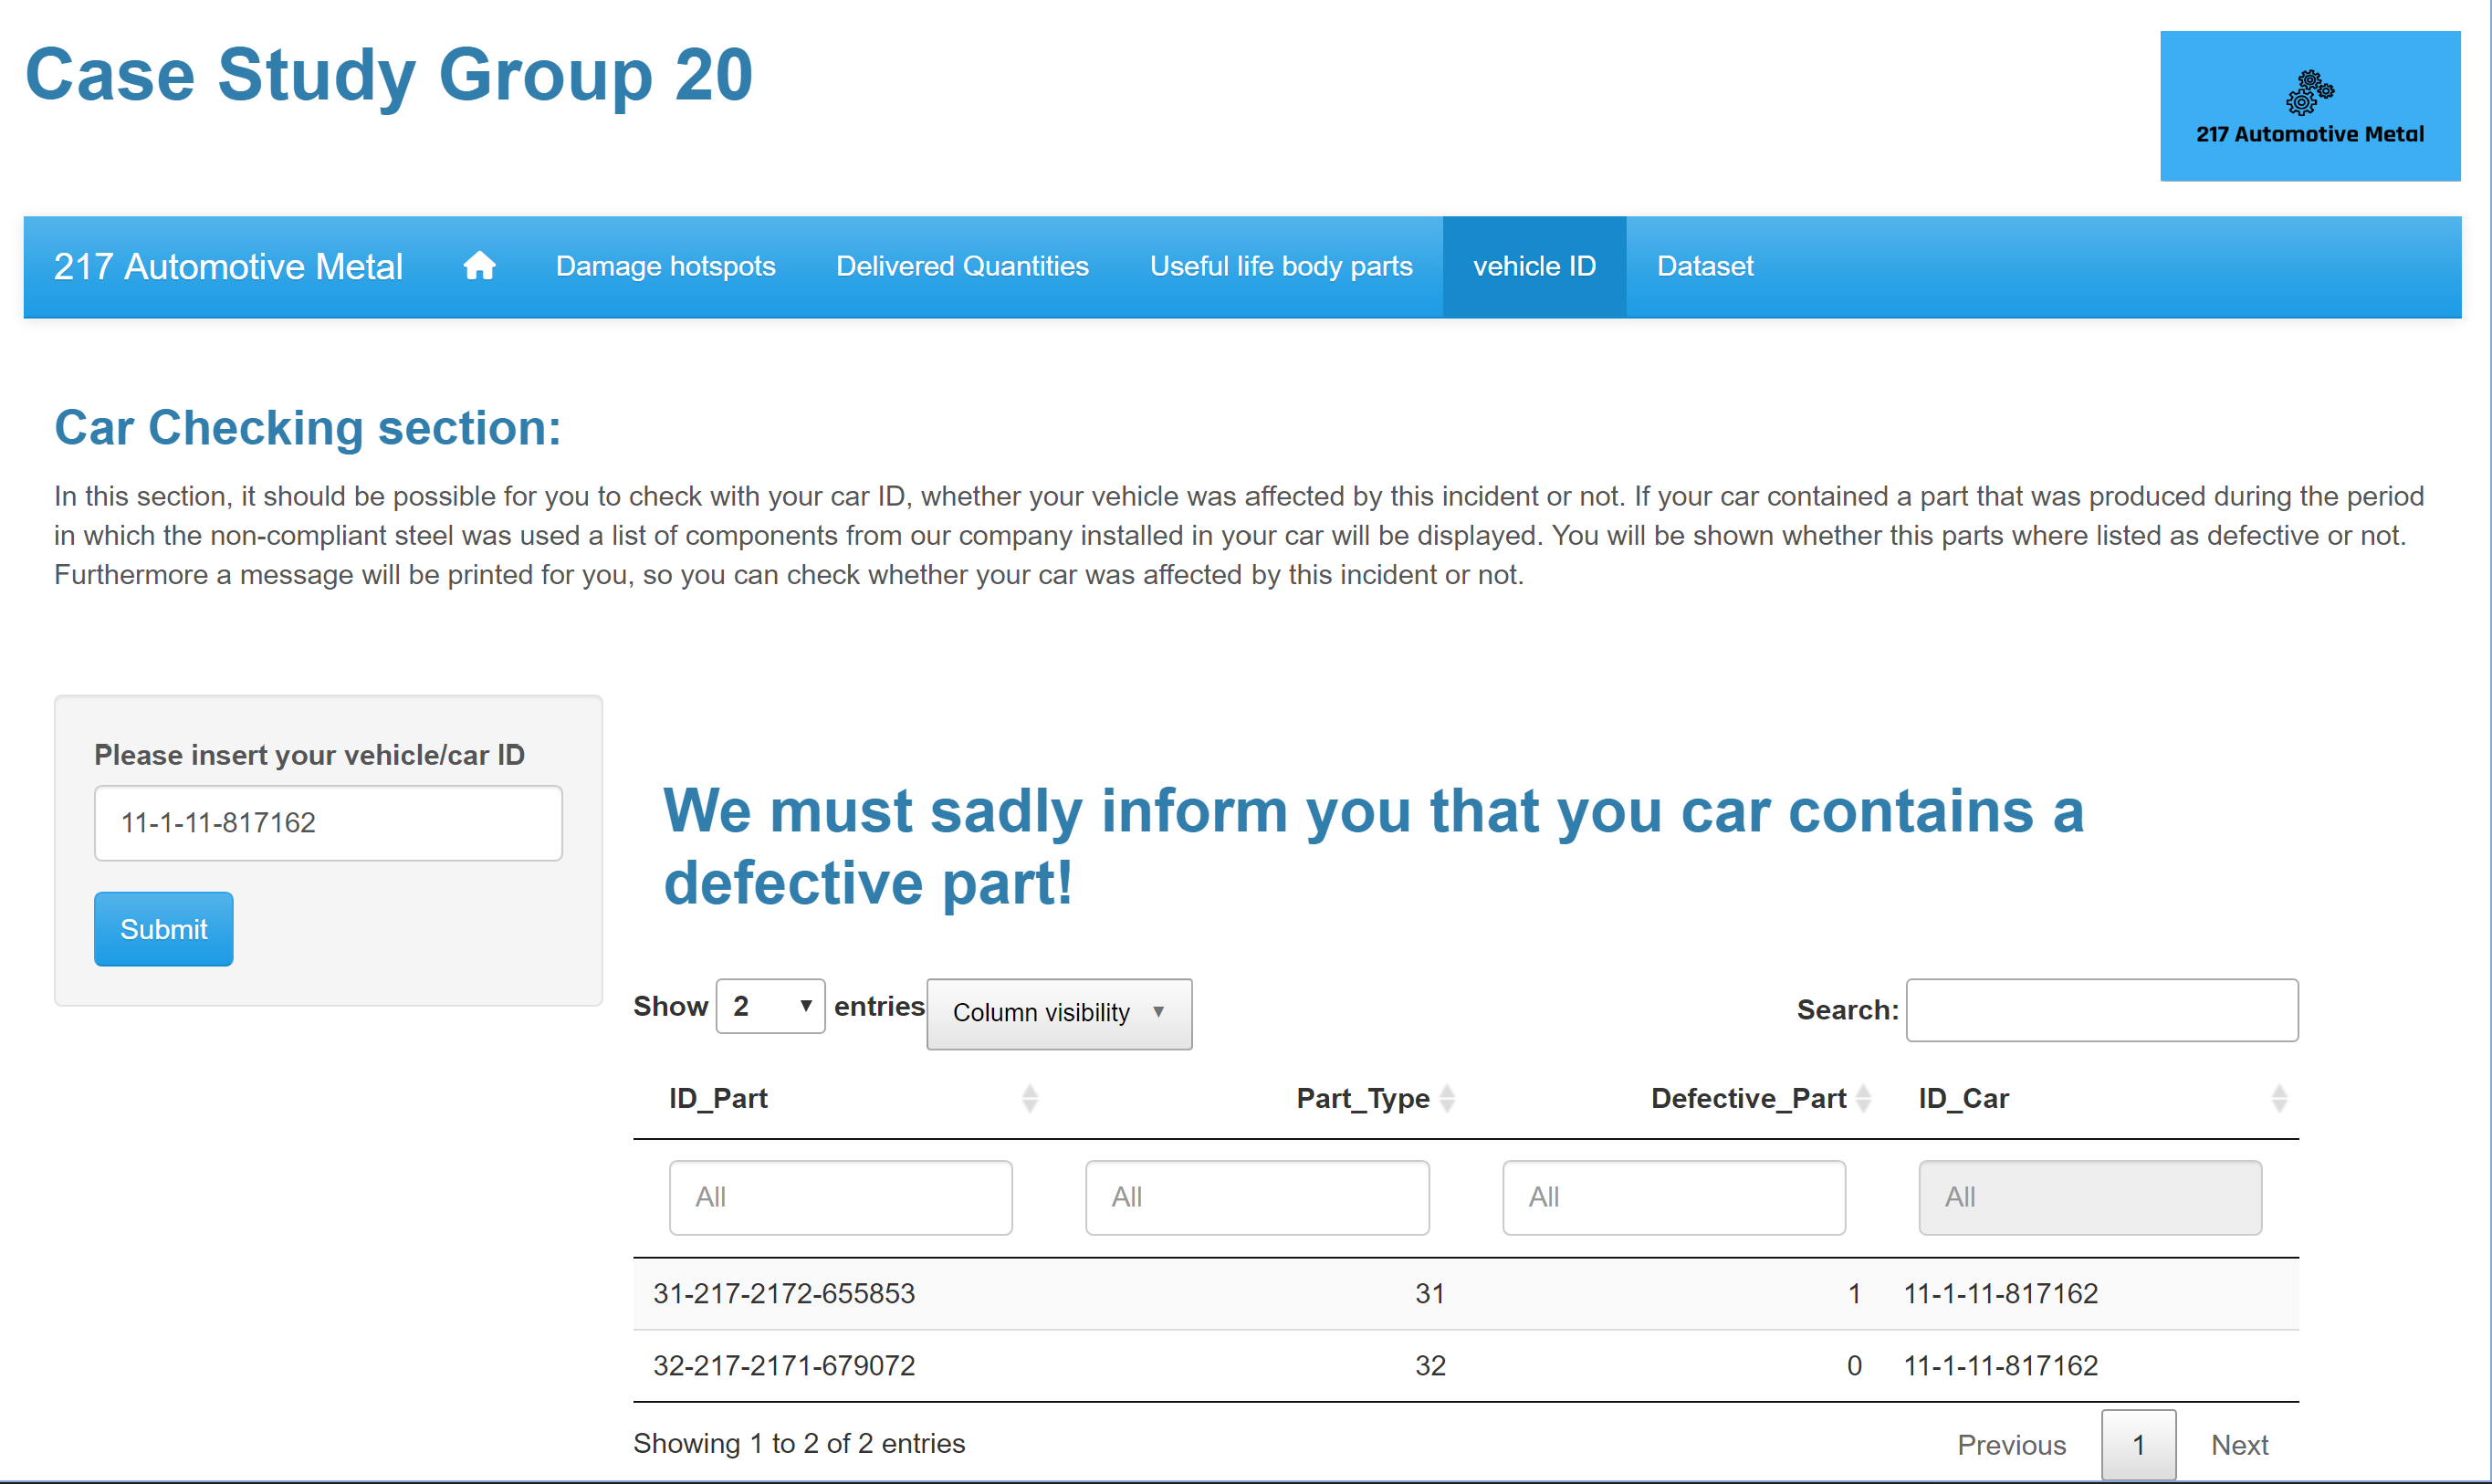 Case Study Group 20
217 Automotive Metal
217 Automotive Metal Damage hotspots Delivered Quantities Useful life body parts vehicle ID Dataset
Car Checking section:
In this section, it should be possible for you to check with your car ID, whether your vehicle was affected by this incident or not. If your car contained a part that was produced during the period
in which the non-compliant steel was used a list of components from our company installed in your car will be displayed. You will be shown whether this parts where listed as defective or not.
Furthermore a message will be printed for you, so you can check whether your car was affected by this incident or not.
Please insert your vehicle/car ID
11-1-11-817162
Submit
We must sadly inform you that you car contains a
defective part!
Show 2 entries Column visibility Search:
ID_Part Part_Type Defective_Part ID_Car
All All All All
31-217-2172-655853 31 1 11-1-11-817162
32-217-2171-679072 32 0 11-1-11-817162
Showing 1 to 2 of 2 entries Previous 1 Next